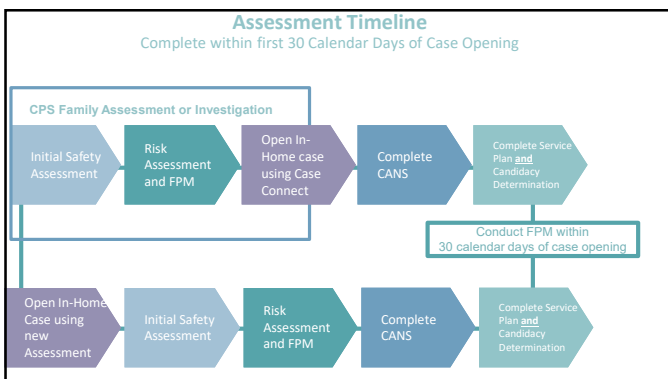 Assessment Timeline
Complete within first 30 Calendar Days of Case Opening
CPS Family Assessment or Investigation
Initial Safety
Assessment
Risk
Assessment
and FPM
Open In-
Home case
using Case
Connect
Complete
CANS
Complete Service
Plan and
Candidacy
Determination
Conduct FPM within
30 calendar days of case opening
Open In-Home
Case using
new
Assessment
Initial Safety
Assessment
Risk
Assessment
and FPM
Complete
CANS
Complete Service
Plan and
Candidacy
Determination